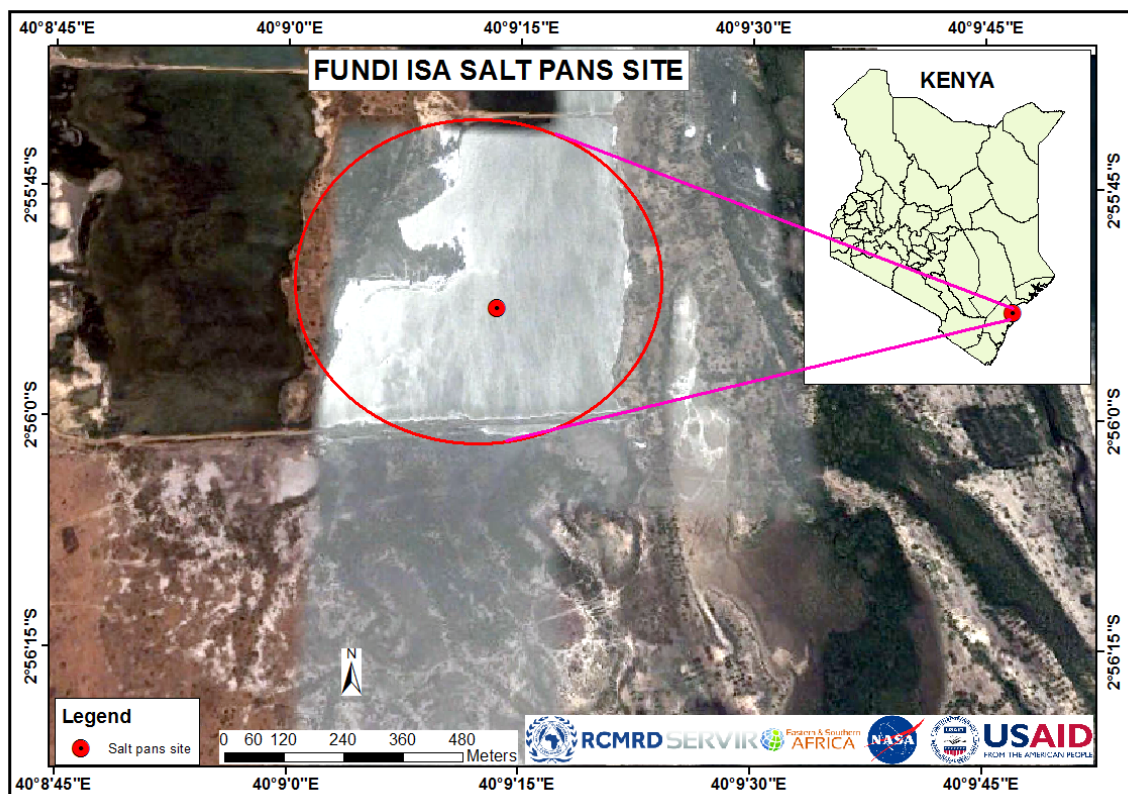 40°8'45"E 40°9'0"E 40°9'15"E 40°9'30"E 40°9'45"E
FUNDI ISA SALT PANS SITE
KENYA
2°55'45"S 2°55'45"S
2°56'0"S 2°56'0"S
2°56'15"S 2°56'15"S
N
Legend
Salt pans site
0 60 120 240 360 480
Meters
RCMRD SERVIR Eastern & Southern
AFRICA
NASA
USAID
USAID
FROM THE AMERICAN PEOPLE
40°8'45"E 40°9'0"E 40°9'15"E 40°9'30"E 40°9'45"E